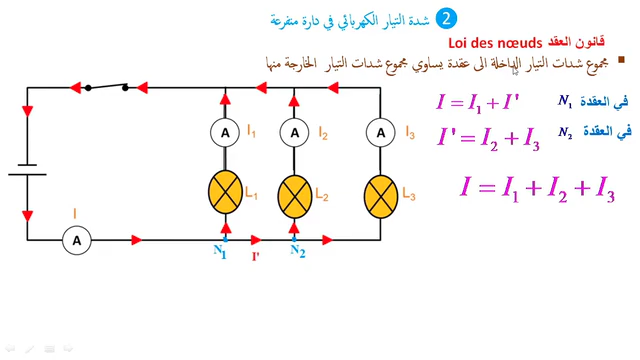 2 شدة التيار الكهربائي في دارة متفرعة
قانون العقد Loi des nœuds
مجموع شدات التيار الداخلة الى عقدة يساوي مجموع شدات التيار الخارجة منها
I = I₁ + I' في العقدة N₁
I' = I₂ + I₃ في العقدة N₂
I = I₁ + I₂ + I₃
A I₁ A I₂ A I₃
L₁ L₂ L₃
I
A
N₁ I' N₂